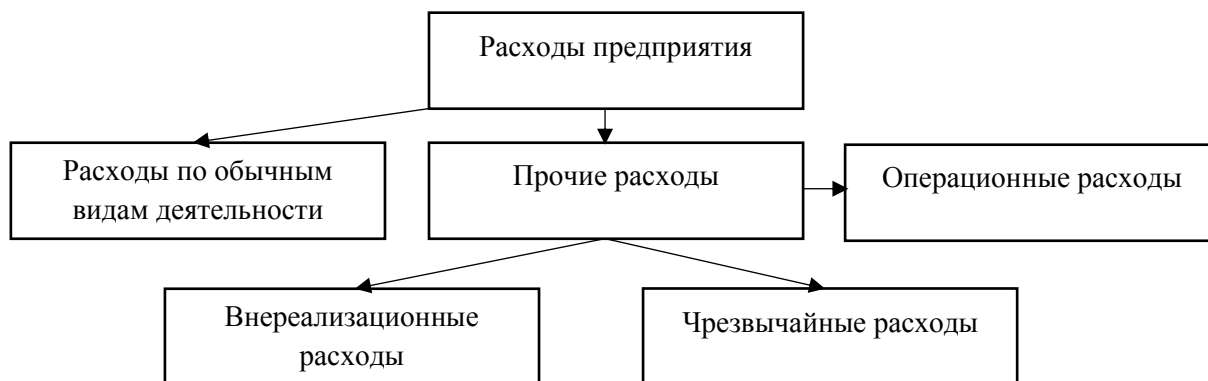 Расходы предприятия
Расходы по обычным
видам деятельности
Прочие расходы
Операционные расходы
Внереализационные
расходы
Чрезвычайные расходы